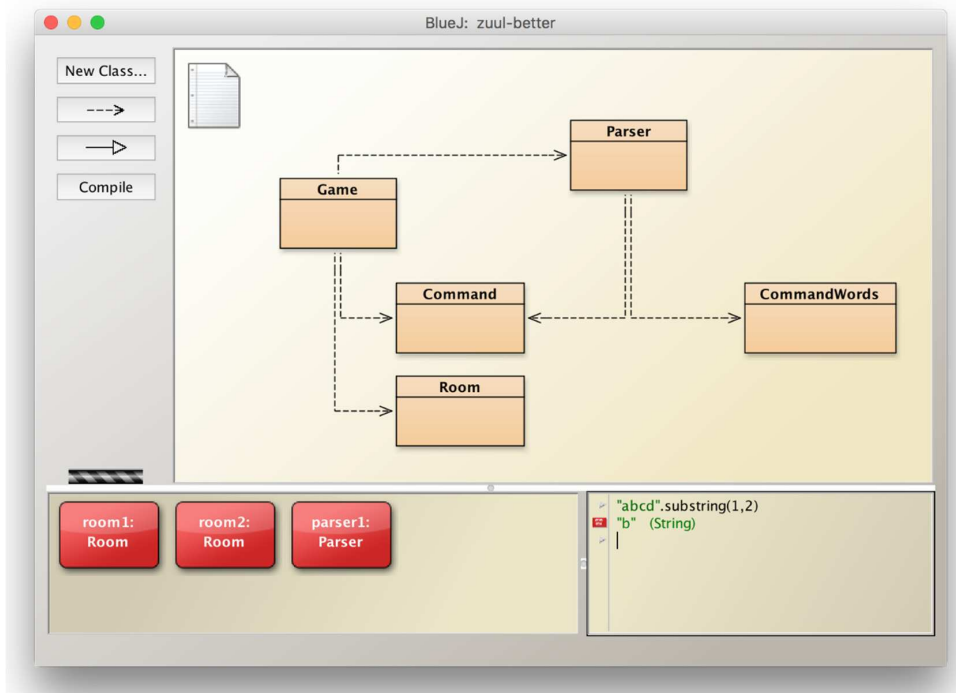 BlueJ: zuul-better
New Class...
Compile
Parser
Game
Command
CommandWords
Room
room1:
Room
room2:
Room
parser1:
Parser
"abcd".substring(1,2)
"b" (String)